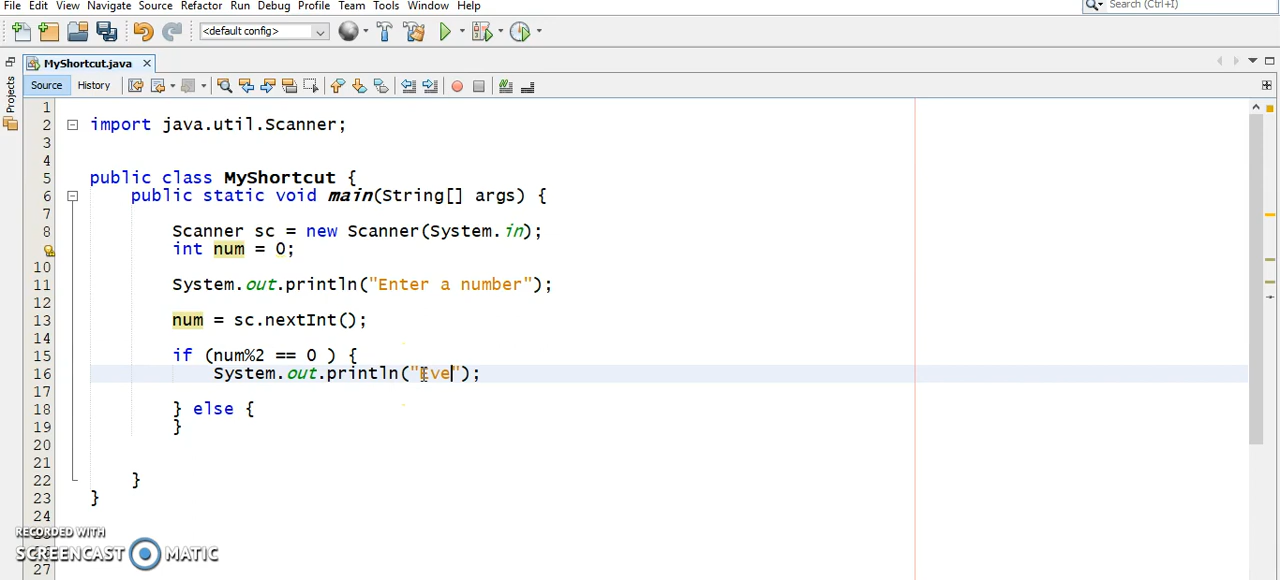 File Edit View Navigate Source Refactor Run Debug Profile Team Tools Window Help
Search (Ctrl+I)
<default config>
MyShortcut.java
Source History
Projects
1
2 import java.util.Scanner;
3
4
5 public class MyShortcut {
6 public static void main(String[] args) {
7
8 Scanner sc = new Scanner(System.in);
int num = 0;
10
11 System.out.println("Enter a number");
12
13 num = sc.nextInt();
14
15 if (num%2 == 0 ) {
16 System.out.println("Eve");
17
18 } else {
19 }
20
21
22 }
23 }
24
RECORDED WITH
SCREENCAST MATIC
27